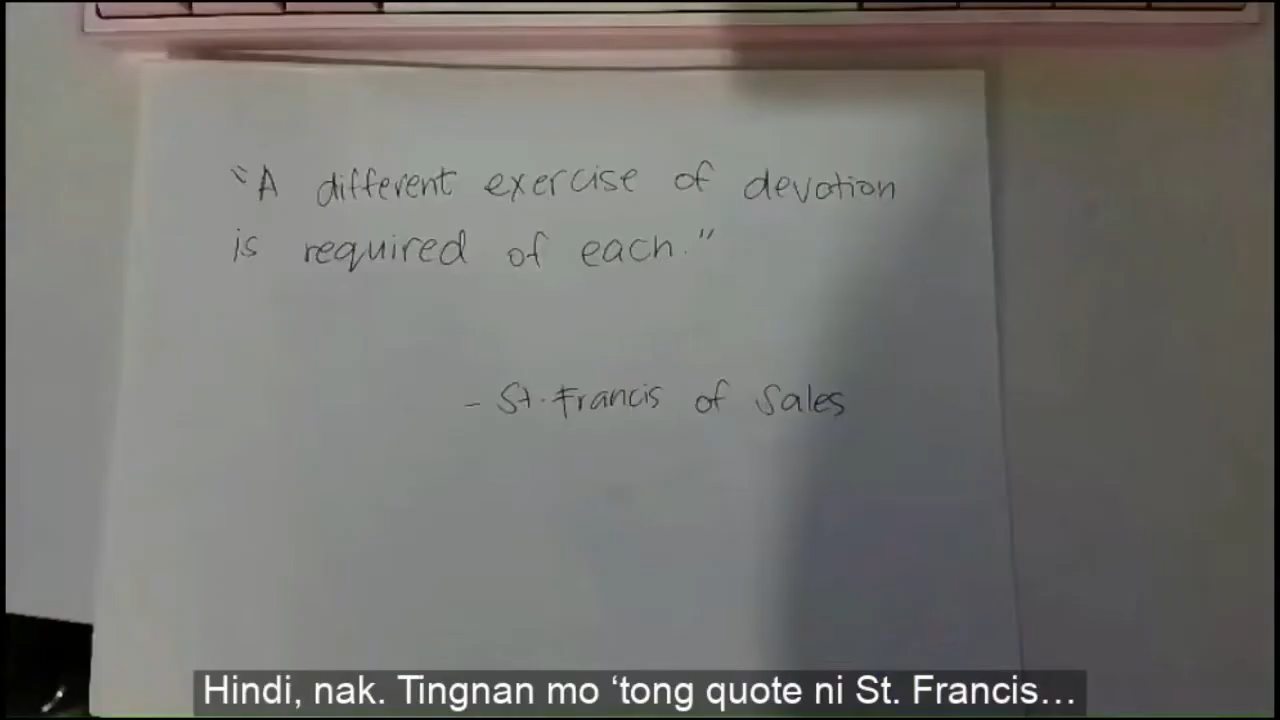 “A different exercise of devotion
is required of each.”
- St. Francis of Sales
Hindi, nak. Tingnan mo ‘tong quote ni St. Francis…